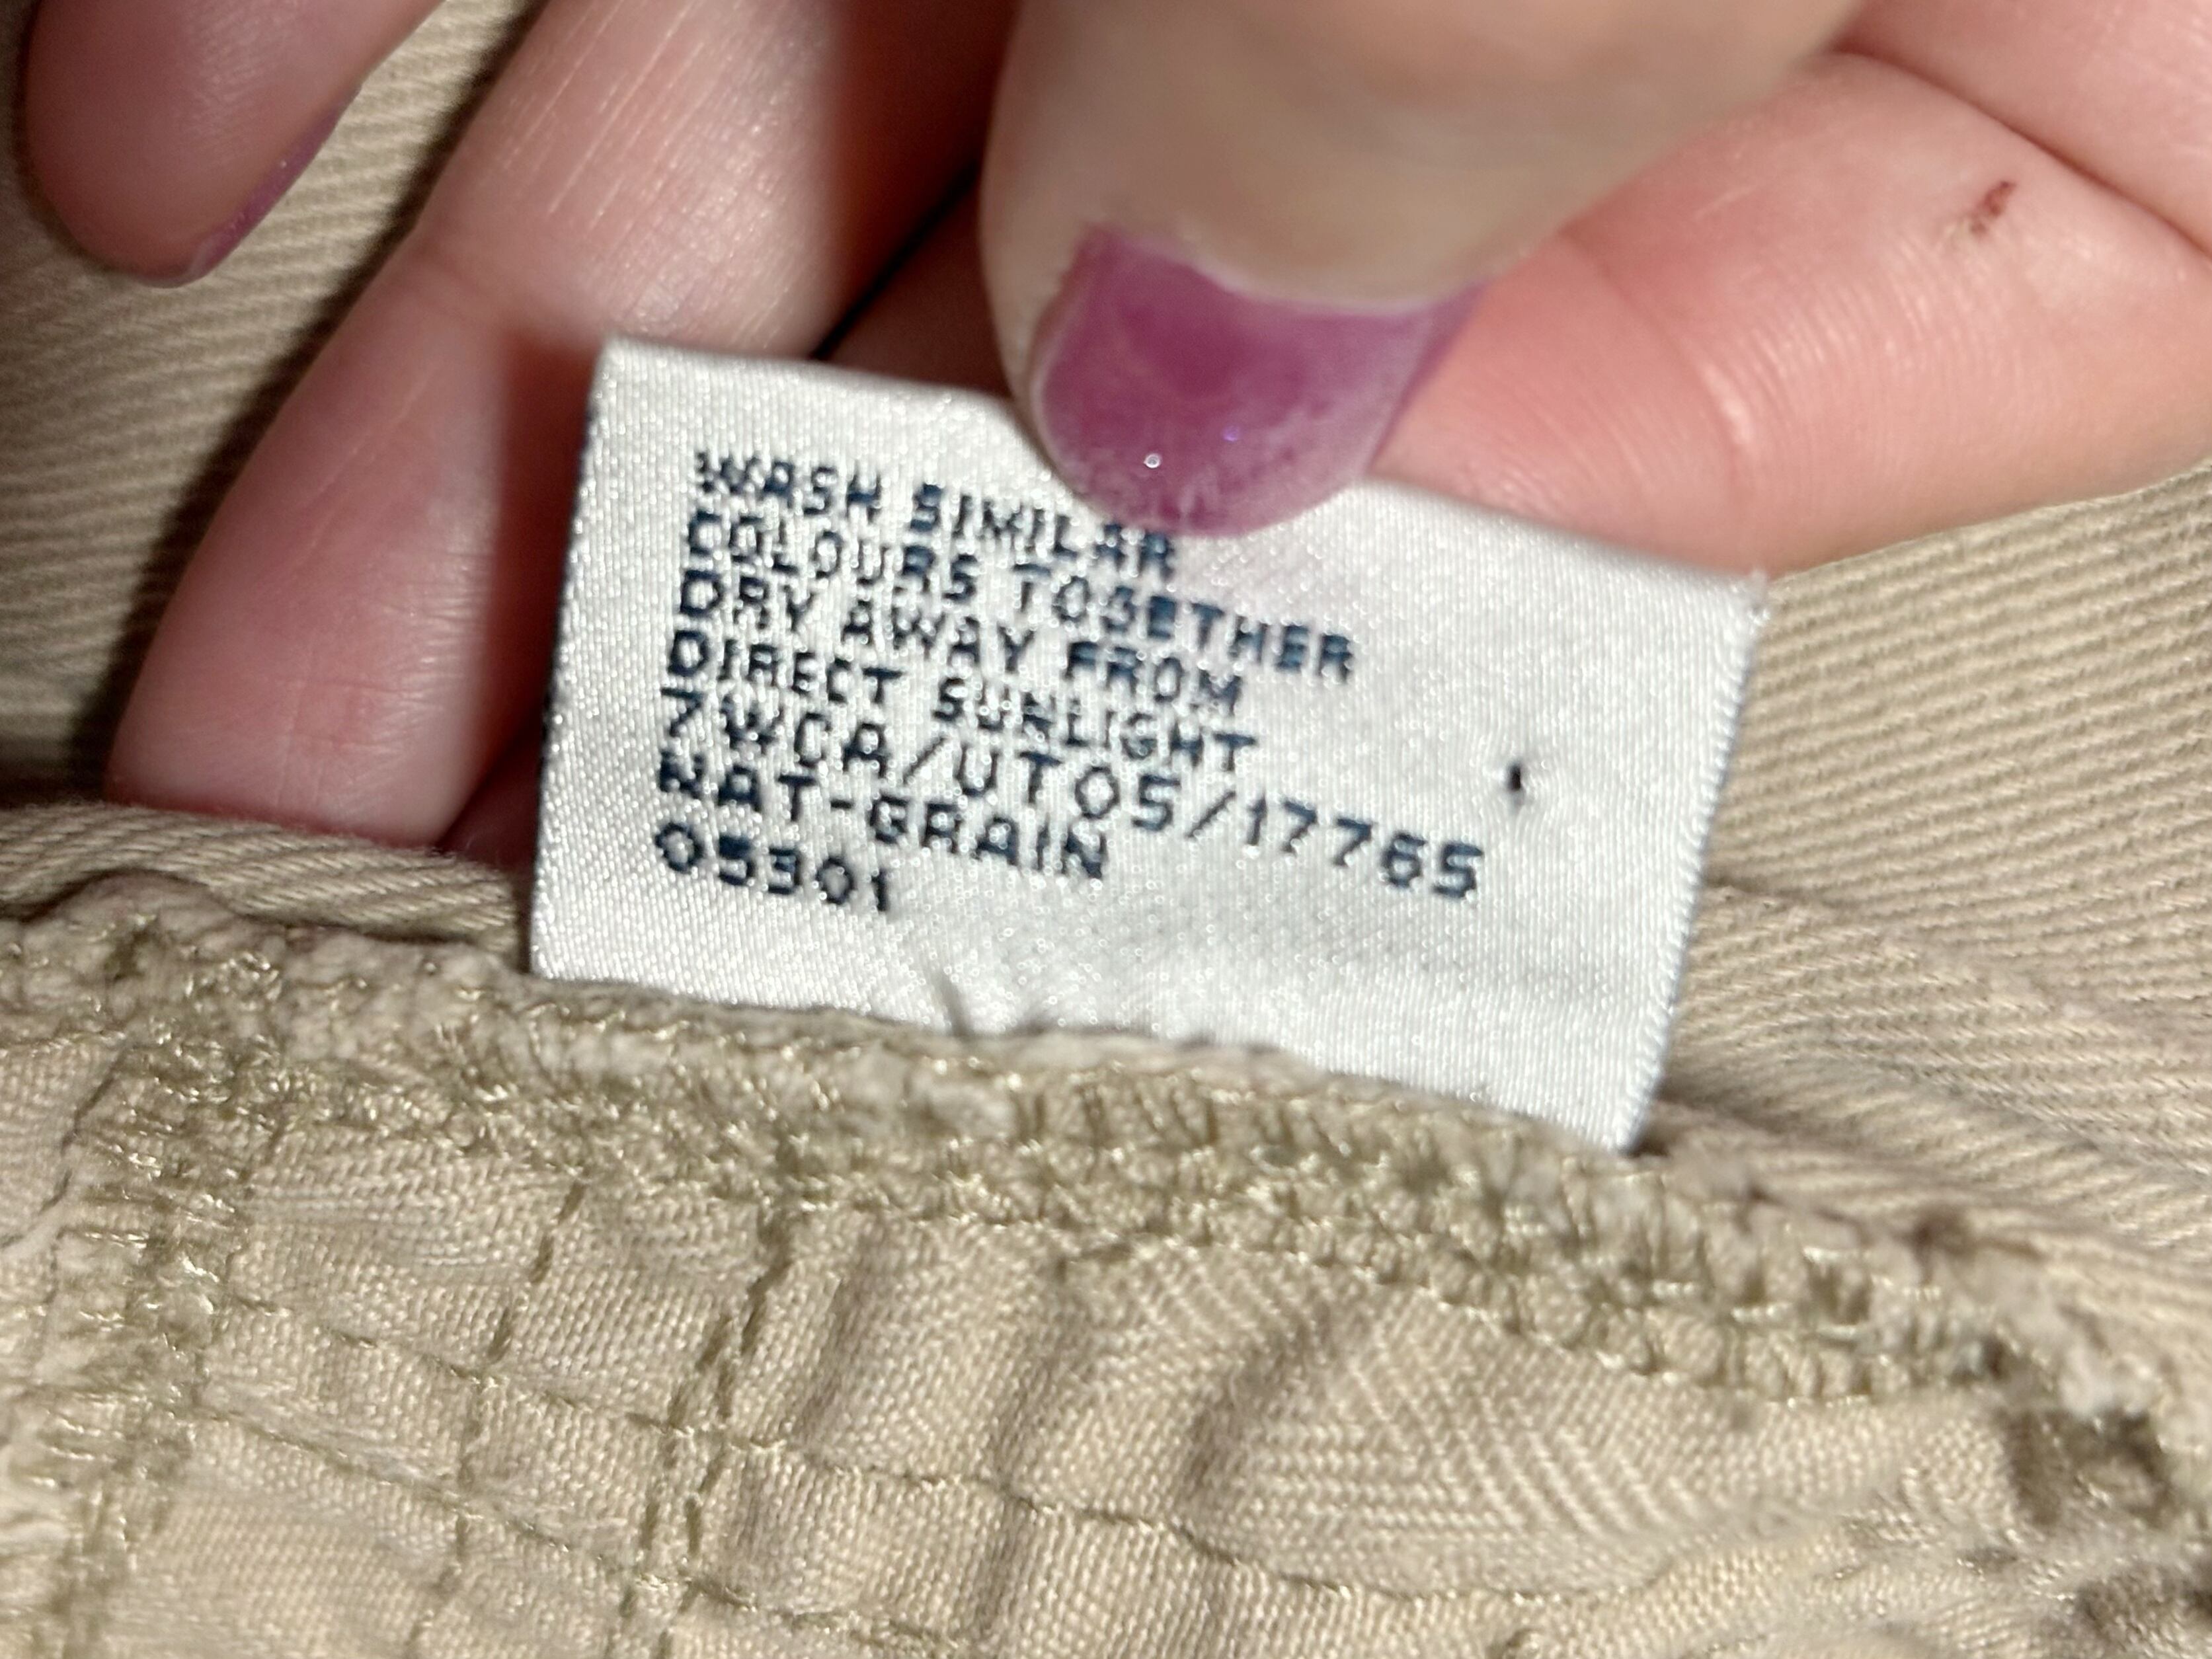 WASH SIMILAR
COLOURS TOGETHER
DRY AWAY FROM
DIRECT SUNLIGHT
7WCA/UT05/17765
NAT-GRAIN
05301